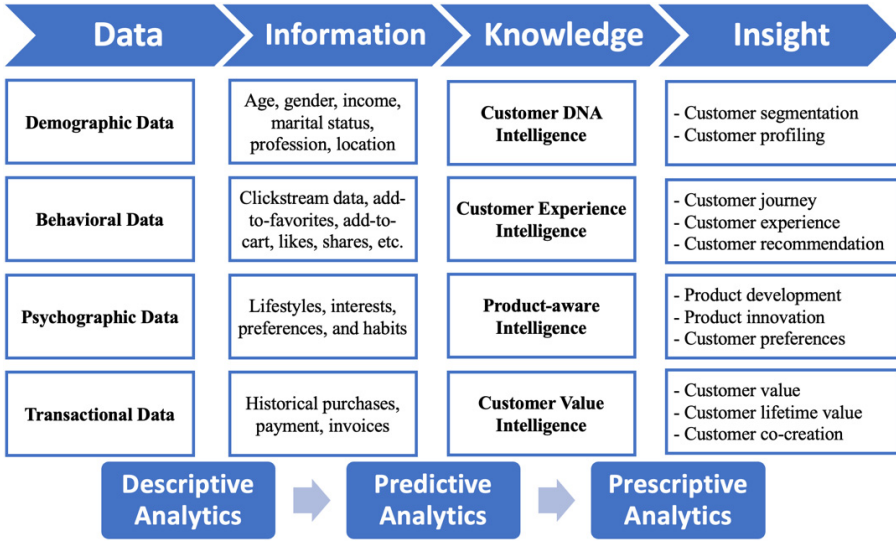 Data
Information
Knowledge
Insight
Demographic Data
Age, gender, income,
marital status,
profession, location
Customer DNA
Intelligence
- Customer segmentation
- Customer profiling
Behavioral Data
Clickstream data, add-
to-favorites, add-to-
cart, likes, shares, etc.
Customer Experience
Intelligence
- Customer journey
- Customer experience
- Customer recommendation
Psychographic Data
Lifestyles, interests,
preferences, and habits
Product-aware
Intelligence
- Product development
- Product innovation
- Customer preferences
Transactional Data
Historical purchases,
payment, invoices
Customer Value
Intelligence
- Customer value
- Customer lifetime value
- Customer co-creation
Descriptive
Analytics
Predictive
Analytics
Prescriptive
Analytics